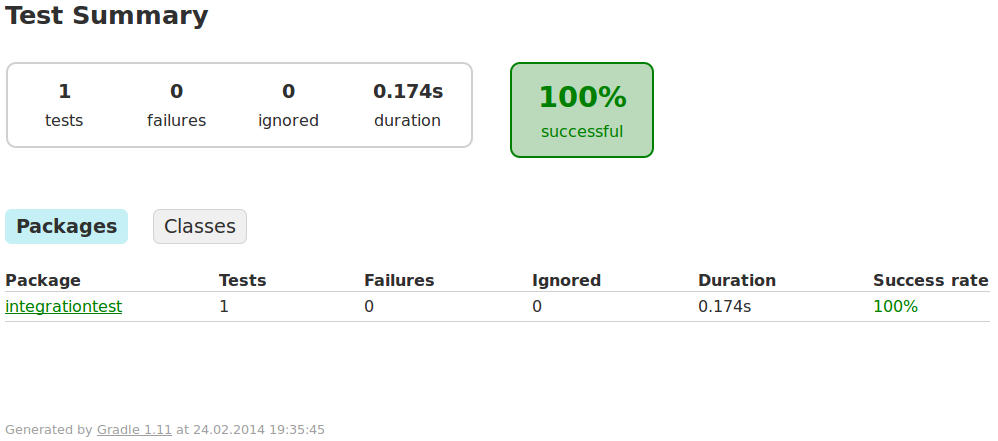 Test Summary
1 0 0 0.174s
tests failures ignored duration
100%
successful
Packages Classes
Package Tests Failures Ignored Duration Success rate
integrationtest 1 0 0 0.174s 100%
Generated by Gradle 1.11 at 24.02.2014 19:35:45